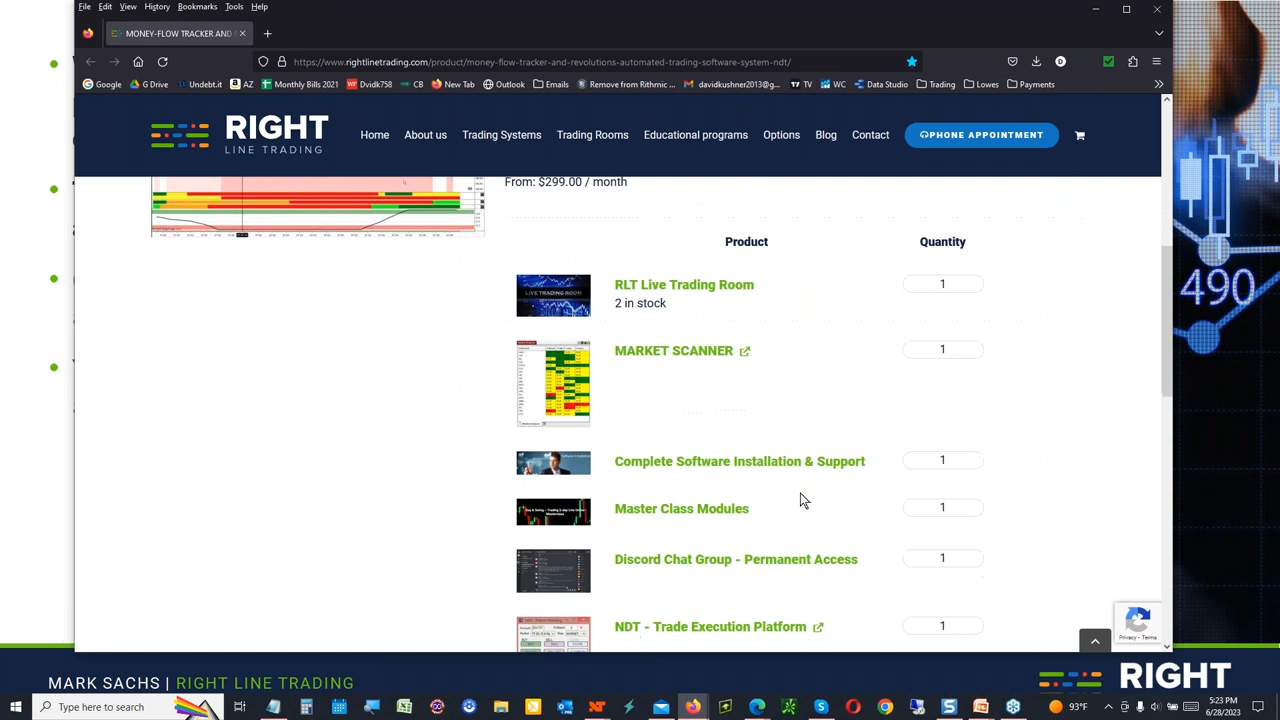 File Edit View History Bookmarks Tools Help
MONEY-FLOW TRACKER AND
https://www.rightlinetrading.com/product/money-flow-tracker-and-revolutions-automated-trading-software-system-ndt/
Google G Drive Undebt.it AZ Monthly Bills 2021 Dvidk758 CB New Outlook Emails Remove from Rithmic ... davidkushner2013@g... TV WC Data Studio Trading Lowes Payments
RIGHT
LINE TRADING
Home About us Trading Systems Trading Rooms Educational programs Options Blog
PHONE APPOINTMENT
From: $299.00 / month
Product Quantity
RLT Live Trading Room 1
2 in stock
LIVE TRADING ROOM
MARKET SCANNER 1
Complete Software Installation & Support 1
Master Class Modules 1
Discord Chat Group - Permanent Access 1
NDT - Trade Execution Platform 1
Privacy - Terms
490
MARK SACHS | RIGHT LINE TRADING
RIGHT
Type here to search
93°F
5:23 PM
6/28/2023